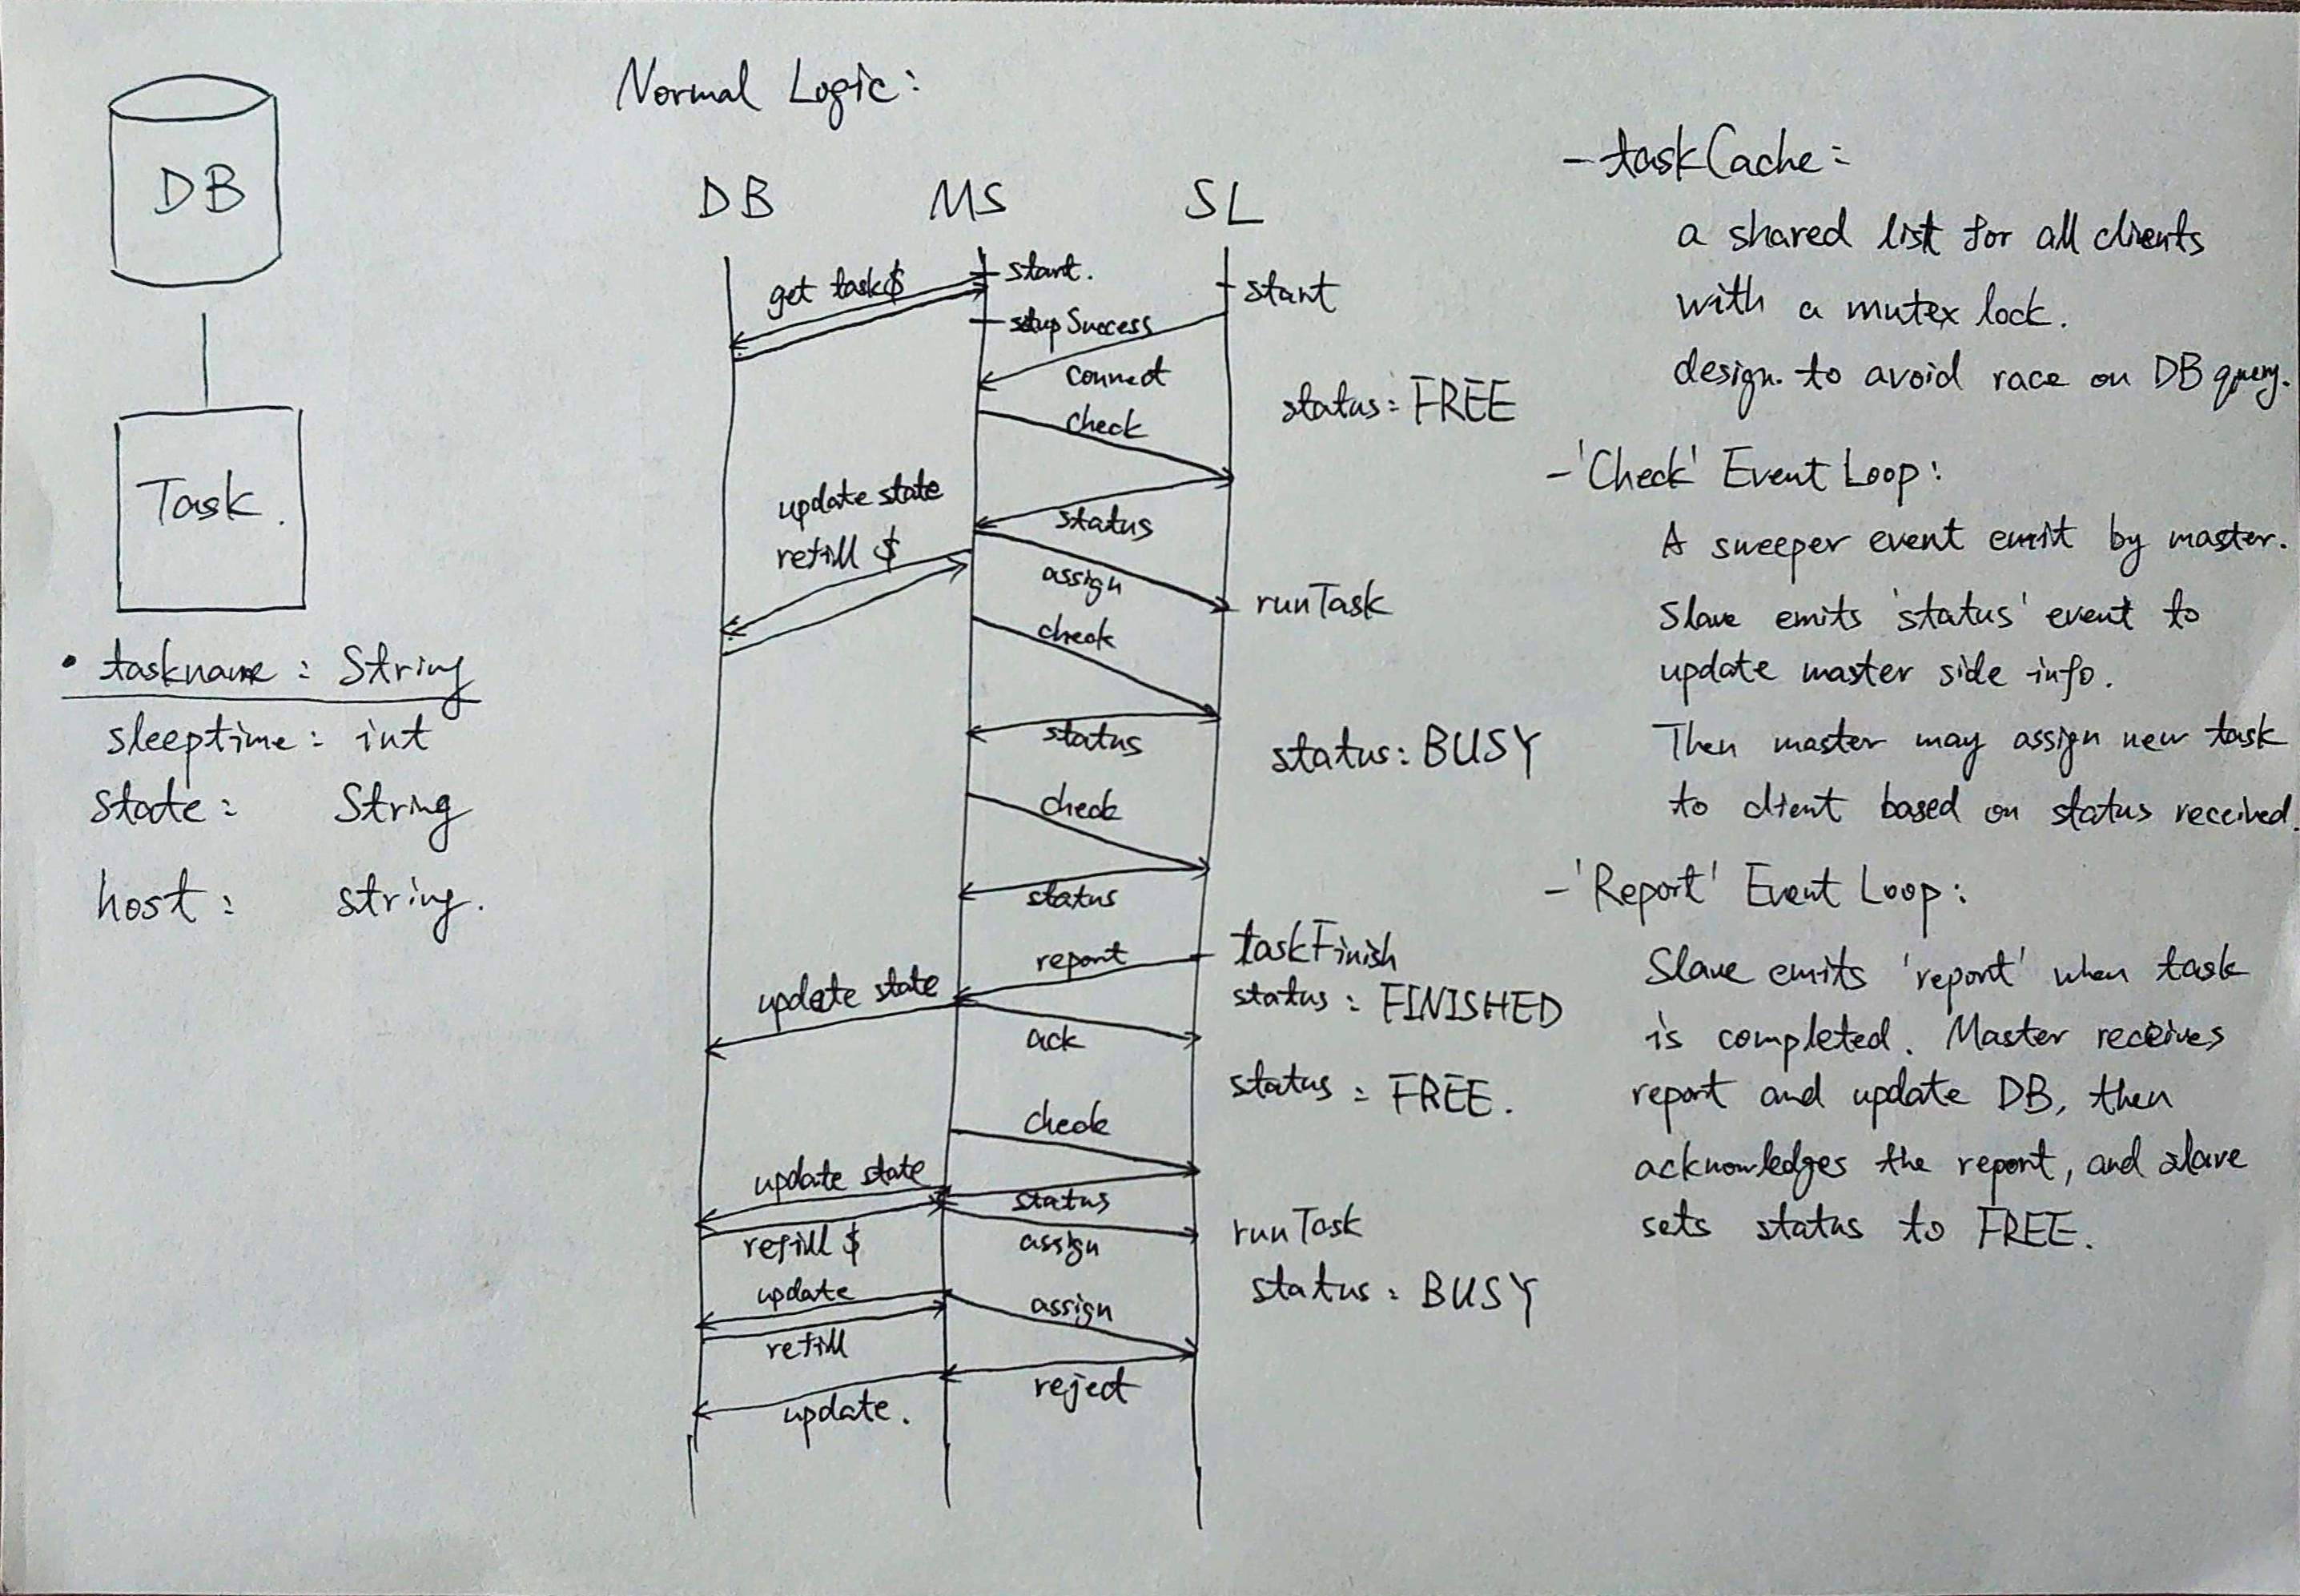 DB
Task.
• taskname : String
sleeptime : int
state : String
host : string.
Normal Logic :
DB MS SL
start.
get task$
start
setup Success
connect
status : FREE
check
update state
status
refill $
assign
runTask
check
status
status : BUSY
check
status
taskFinish
report
status : FINISHED
update state
ack
status : FREE.
check
update state
status
runTask
refill $
assign
update
status : BUSY
assign
refill
reject
update.
- taskCache :
a shared list for all clients
with a mutex lock.
design. to avoid race on DB query.
- 'Check' Event Loop :
A sweeper event emit by master.
Slave emits 'status' event to
update master side info.
Then master may assign new task
to client based on status received.
- 'Report' Event Loop :
Slave emits 'report' when task
is completed. Master receives
report and update DB, then
acknowledges the report, and slave
sets status to FREE.